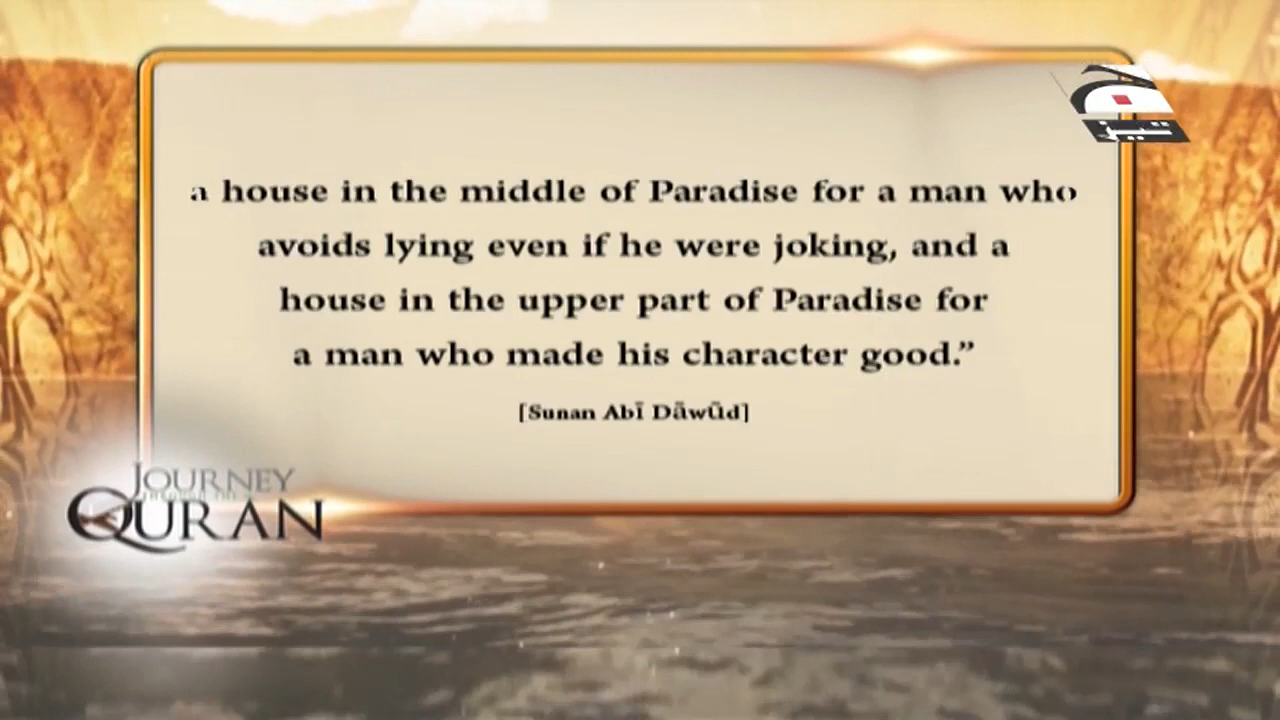 a house in the middle of Paradise for a man who
avoids lying even if he were joking, and a
house in the upper part of Paradise for
a man who made his character good.”
[Sunan Abī Dāwūd]
JOURNEY
QURAN